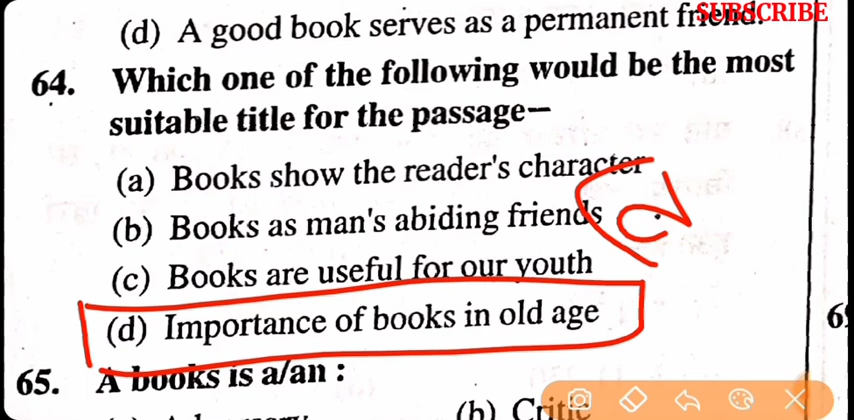 (d) A good book serves as a permanent friend.
SUBSCRIBE
64. Which one of the following would be the most
suitable title for the passage—
(a) Books show the reader's character
(b) Books as man's abiding friends
(c) Books are useful for our youth
(d) Importance of books in old age
65. A books is a/an :
(b) Critic